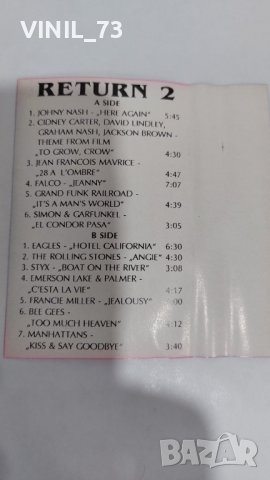 VINIL_73
RETURN 2
A SIDE
1. JOHNY NASH - „HERE AGAIN" 5:45
2. CIDNEY CARTER, DAVID LINDLEY,
GRAHAM NASH, JACKSON BROWN -
THEME FROM FILM
„TO GROW, CROW" 4:30
3. JEAN FRANCOIS MAVRICE -
„28 A L'OMBRE" 4:47
4. FALCO - „JEANNY" 7:07
5. GRAND FUNK RAILROAD -
„IT'S A MAN'S WORLD" 4:39
6. SIMON & GARFUNKEL -
„EL CONDOR PASA" 3:05
B SIDE
1. EAGLES - „HOTEL CALIFORNIA" 6:30
2. THE ROLLING STONES - „ANGIE" 4:30
3. STYX - „BOAT ON THE RIVER" 3:08
4. EMERSON LAKE & PALMER -
„C'ESTA LA VIE" 4:17
5. FRANCIE MILLER - „JEALOUSY" :00
6. BEE GEES -
„TOO MUCH HEAVEN" 4:12
7. MANHATTANS -
„KISS & SAY GOODBYE" 3:40
BAZAR